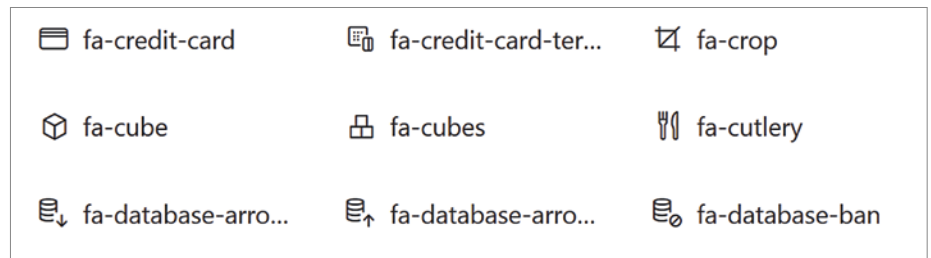 fa-credit-card fa-credit-card-ter... fa-crop
fa-cube fa-cubes fa-cutlery
fa-database-arro... fa-database-arro... fa-database-ban